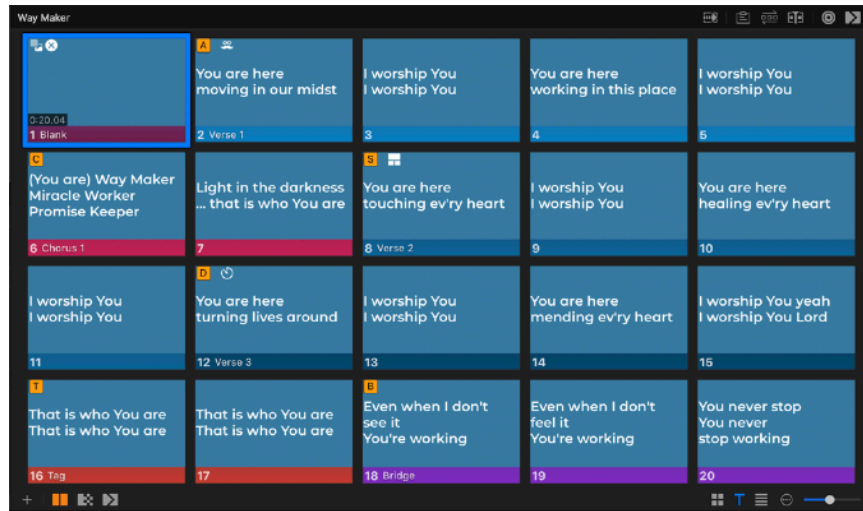 Way Maker
0:20.04
1 Blank
A
You are here
moving in our midst
2 Verse 1
I worship You
I worship You
3
You are here
working in this place
4
I worship You
I worship You
5
C
(You are) Way Maker
Miracle Worker
Promise Keeper
6 Chorus 1
Light in the darkness
... that is who You are
7
S
You are here
touching ev'ry heart
8 Verse 2
I worship You
I worship You
9
You are here
healing ev'ry heart
10
I worship You
I worship You
11
D
You are here
turning lives around
12 Verse 3
I worship You
I worship You
13
You are here
mending ev'ry heart
14
I worship You yeah
I worship You Lord
15
T
That is who You are
That is who You are
16 Tag
That is who You are
That is who You are
17
B
Even when I don't
see it
You're working
18 Bridge
Even when I don't
feel it
You're working
19
You never stop
You never
stop working
20